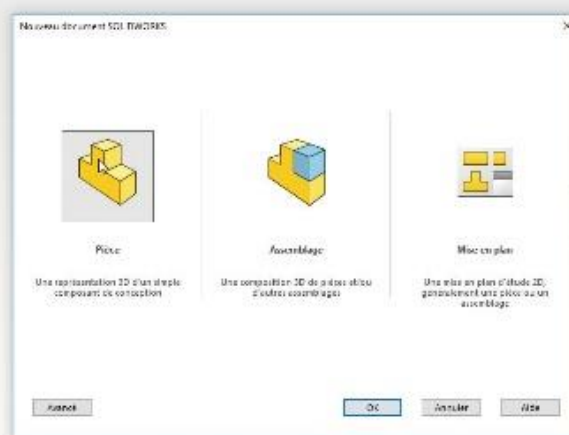 Nouveau document SOLIDWORKS
Pièce
Une représentation 3D d'un simple
composant de conception
Assemblage
Une composition 3D de pièces et/ou
d'autres assemblages
Mise en plan
Une mise en plan d'étude 2D,
généralement une pièce ou un
assemblage
Avancé
OK
Annuler
Aide